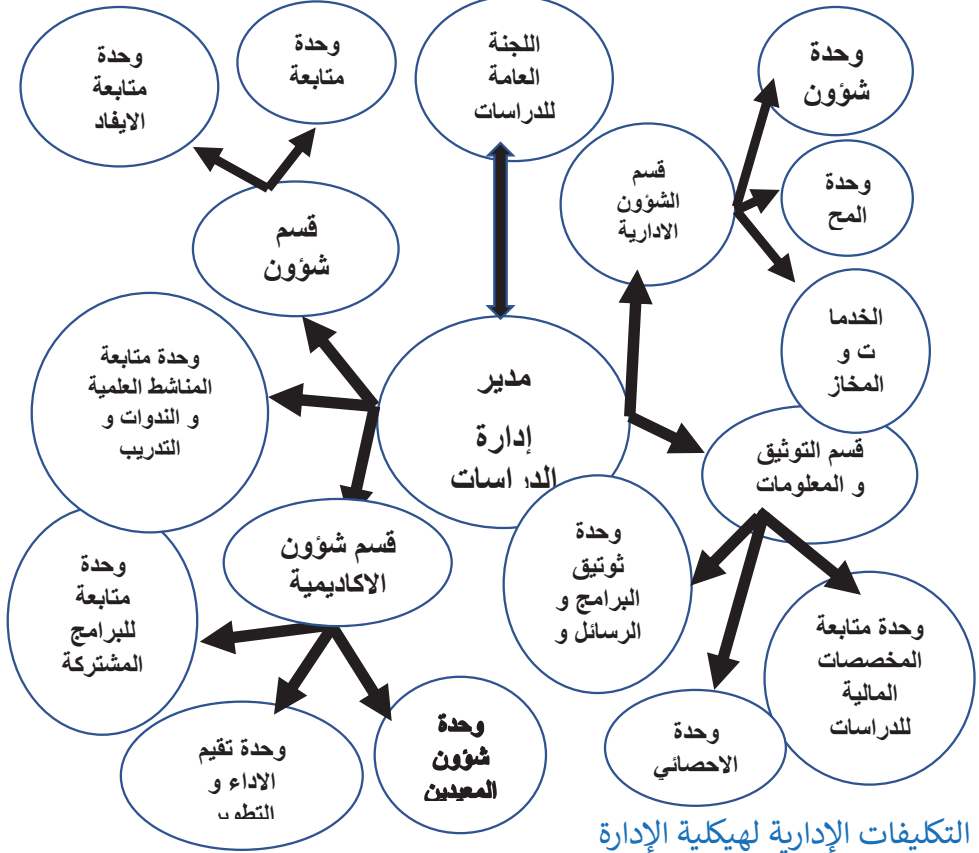 اللجنة
العامة
للدراسات
وحدة
شؤون
وحدة
المح
الخدما
ت و
المخاز
قسم
الشؤون
الادارية
وحدة
متابعة
وحدة
متابعة
الايفاد
قسم
شؤون
مدير
إدارة
الدراسات
وحدة متابعة
المناشط العلمية
و الندوات و
التدريب
قسم التوثيق
و المعلومات
قسم شؤون
الاكاديمية
وحدة
ثوتيق
البرامج و
الرسائل و
وحدة
متابعة
للبرامج
المشتركة
وحدة متابعة
المخصصات
المالية
للدراسات
وحدة
الاحصائي
وحدة
شؤون
المعيدين
وحدة تقيم
الاداء و
التطوير
التكليفات الإدارية لهيكلية الإدارة